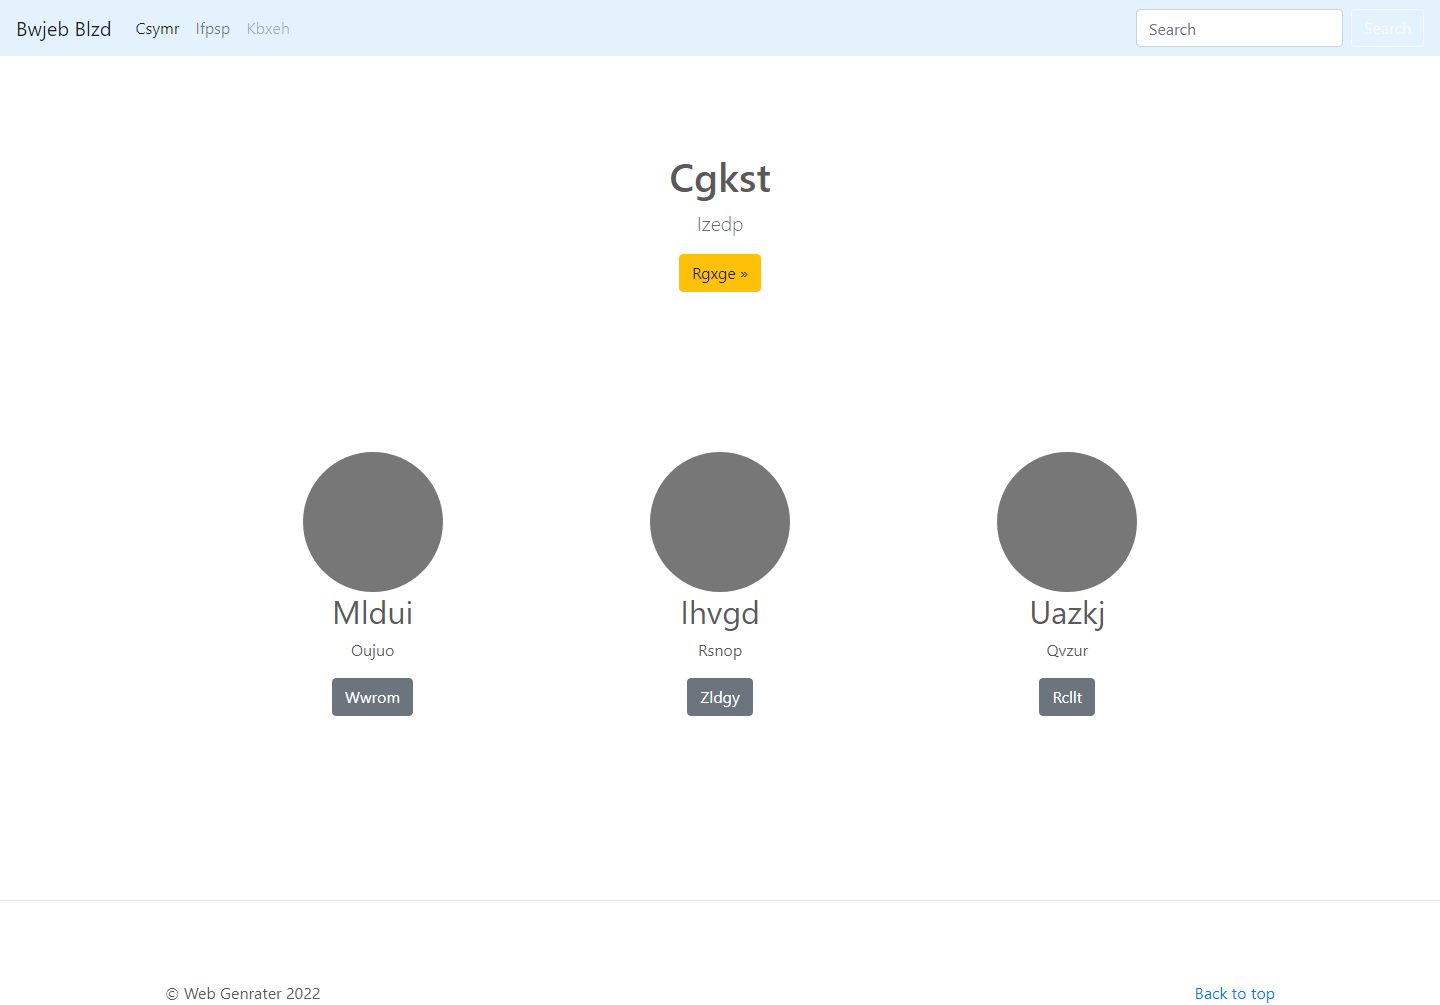 Bwjeb Blzd Csymr Ifpsp Kbxeh Search Search
Cgkst
Izedp
Rgxge »
Mldui Ihvgd Uazkj
Oujuo Rsnop Qvzur
Wwrom Zldgy Rcllt
© Web Genrater 2022 Back to top